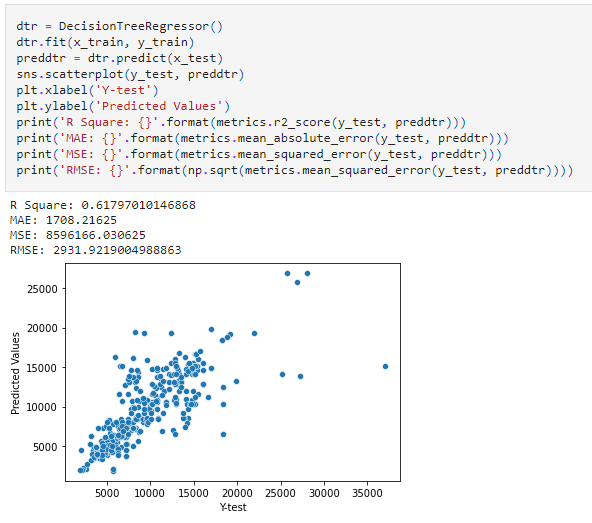 dtr = DecisionTreeRegressor()
dtr.fit(x_train, y_train)
preddtr = dtr.predict(x_test)
sns.scatterplot(y_test, preddtr)
plt.xlabel('Y-test')
plt.ylabel('Predicted Values')
print('R Square: {}'.format(metrics.r2_score(y_test, preddtr)))
print('MAE: {}'.format(metrics.mean_absolute_error(y_test, preddtr)))
print('MSE: {}'.format(metrics.mean_squared_error(y_test, preddtr)))
print('RMSE: {}'.format(np.sqrt(metrics.mean_squared_error(y_test, preddtr))))
R Square: 0.61797010146868
MAE: 1708.21625
MSE: 8596166.030625
RMSE: 2931.9219004988863
Predicted Values
25000
20000
15000
10000
5000
5000 10000 15000 20000 25000 30000 35000
Y-test